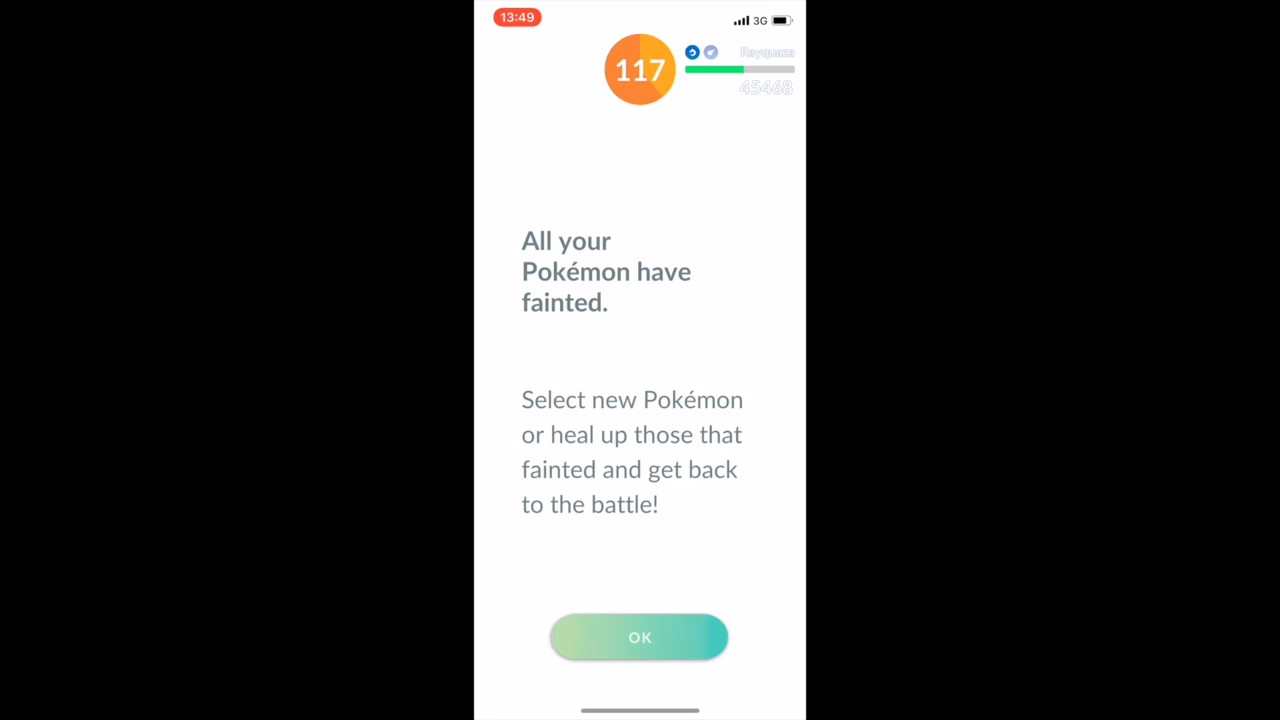 13:49
3G
117
Rayquaza
45468
All your
Pokémon have
fainted.
Select new Pokémon
or heal up those that
fainted and get back
to the battle!
OK